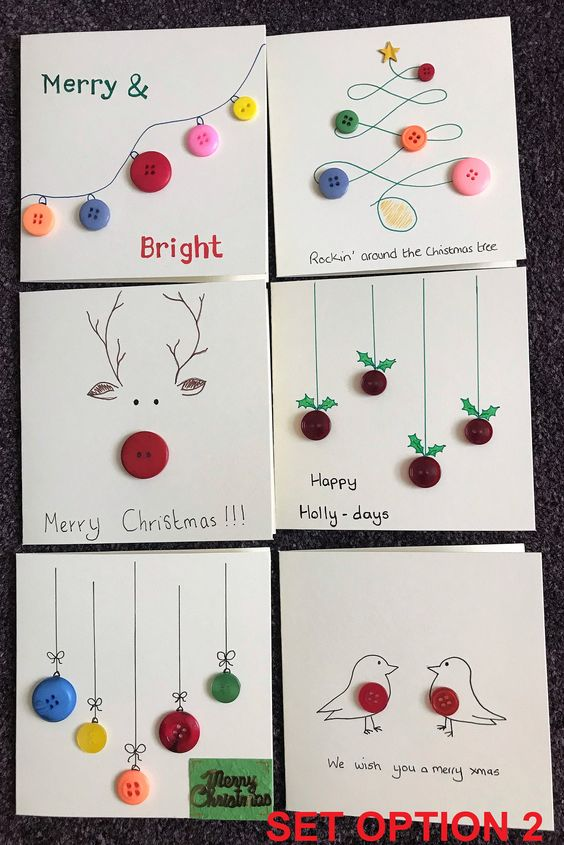 Merry &
Bright
Rockin' around the Christmas tree
Merry Christmas!!!
Happy
Holly - days
Merry
Christmas
We wish you a merry xmas
SET OPTION 2